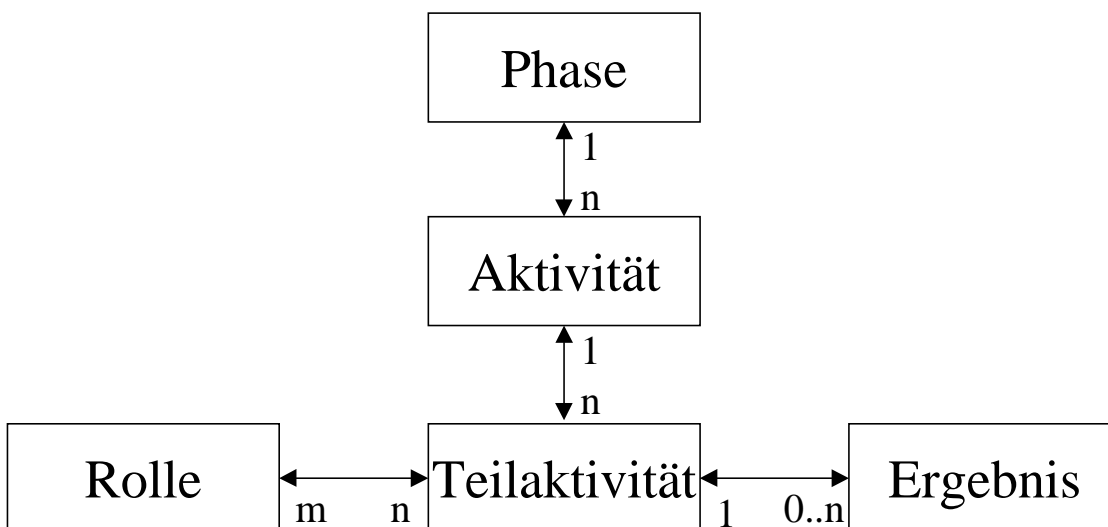 Phase
1
n
Aktivität
1
n
Rolle
m
n
Teilaktivität
1
0..n
Ergebnis